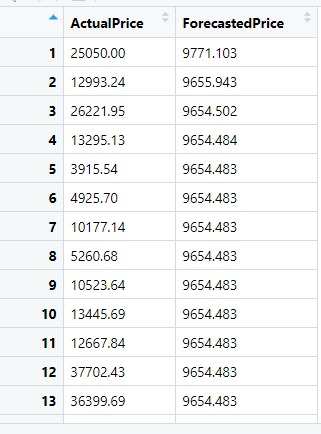 ActualPrice ForecastedPrice
1 25050.00 9771.103
2 12993.24 9655.943
3 26221.95 9654.502
4 13295.13 9654.484
5 3915.54 9654.483
6 4925.70 9654.483
7 10177.14 9654.483
8 5260.68 9654.483
9 10523.64 9654.483
10 13445.69 9654.483
11 12667.84 9654.483
12 37702.43 9654.483
13 36399.69 9654.483